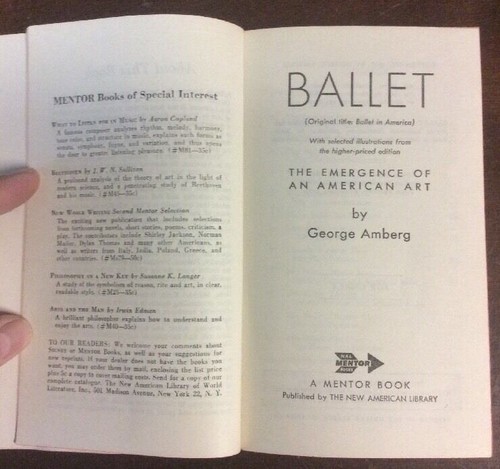 MENTOR Books of Special Interest
WHAT TO LISTEN FOR IN MUSIC by Aaron Copland
A famous composer analyzes rhythm, melody, harmony,
tone color, and structure in music, explains such forms as
sonata, symphony, fugue, and variation, and thus opens
the door to greater listening pleasure. (#M81—35c)
BEETHOVEN by J. W. N. Sullivan
A profound analysis of the theory of art in the light of
modern science, and a penetrating study of Beethoven
and his music. (#M45—35c)
NEW WORLD WRITING Second Mentor Selection
The exciting new publication that includes selections
from forthcoming novels, short stories, poems, criticism, a
play. The contributors include Shirley Jackson, Norman
Mailer, Dylan Thomas and many other Americans, as
well as writers from Italy, India, Poland, Greece, and
other countries. (#Ms79—50c)
PHILOSOPHY IN A NEW KEY by Susanne K. Langer
A study of the symbolism of reason, rite and art, in clear,
readable style. (#M25—35c)
ARTS AND THE MAN by Irwin Edman
A brilliant philosopher explains how to understand and
enjoy the arts. (#M45—35c)
TO OUR READERS: We welcome your comments about
SIGNET or MENTOR Books, as well as your suggestions for
new reprints. If your dealer does not have the books you
want, you may order them by mail, enclosing the list price
plus 5c a copy to cover mailing costs. Send for a copy of our
complete catalogue. The New American Library of World
Literature, Inc., 501 Madison Avenue, New York 22, N. Y.
BALLET
(Original title: Ballet in America)
With selected illustrations from
the higher-priced edition
THE EMERGENCE OF
AN AMERICAN ART
by
George Amberg
MENTOR
BOOKS
A MENTOR BOOK
Published by THE NEW AMERICAN LIBRARY